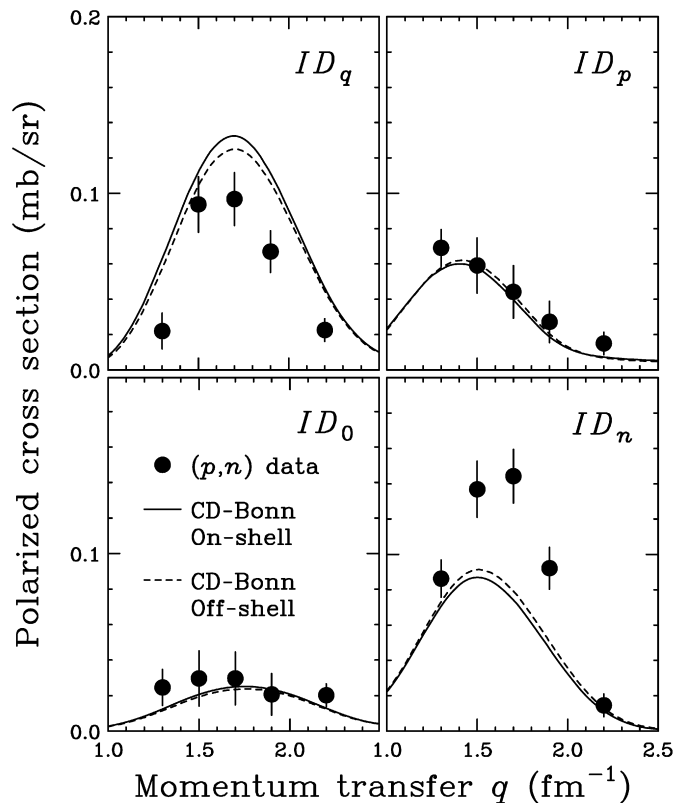 Polarized cross section (mb/sr)
0.2
0.1
0.0
ID_q
ID_p
0.1
0.0
ID_0
(p,n) data
CD-Bonn
On-shell
CD-Bonn
Off-shell
ID_n
1.0 1.5 2.0 1.0 1.5 2.0 2.5
Momentum transfer q (fm⁻¹)